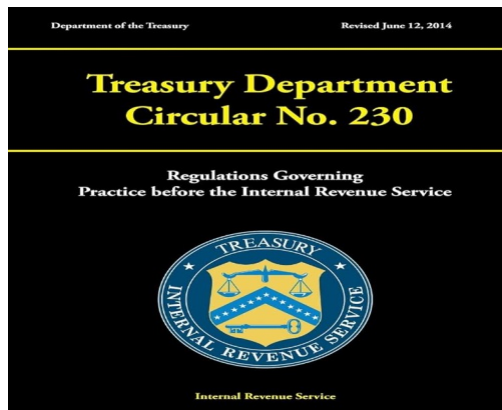 Department of the Treasury Revised June 12, 2014
Treasury Department
Circular No. 230
Regulations Governing
Practice before the Internal Revenue Service
TREASURY
INTERNAL REVENUE SERVICE
Internal Revenue Service